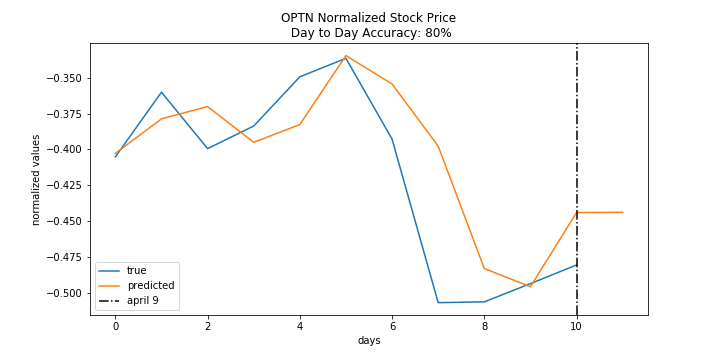 OPTN Normalized Stock Price
Day to Day Accuracy: 80%
normalized values
−0.350
−0.375
−0.400
−0.425
−0.450
−0.475
−0.500
true
predicted
april 9
0 2 4 6 8 10
days